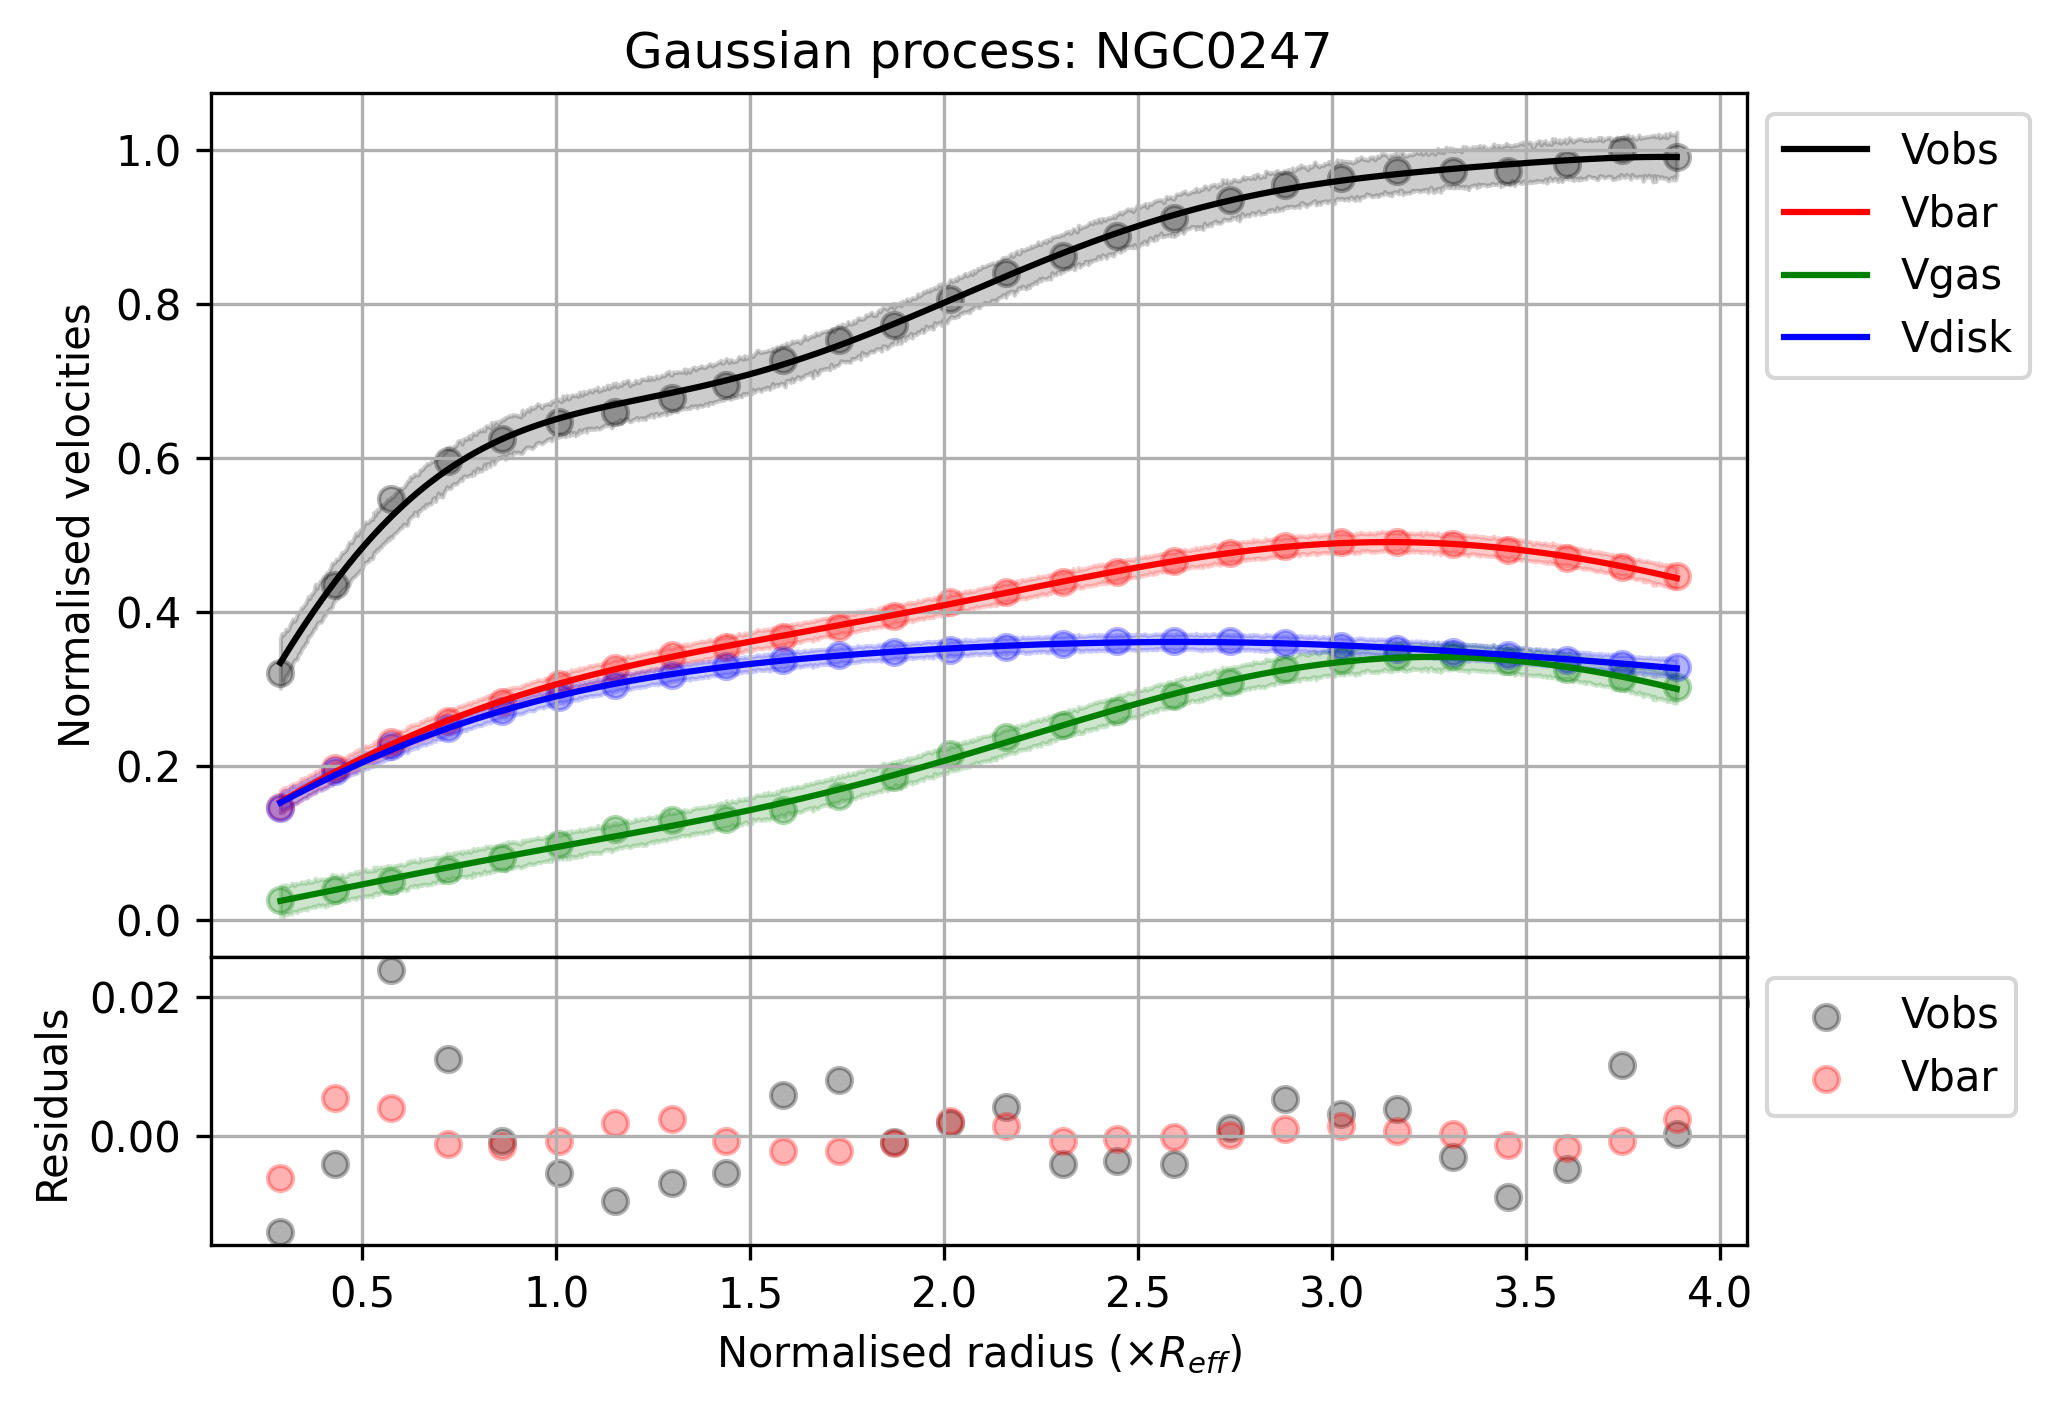 Gaussian process: NGC0247
1.0
0.8
0.6
0.4
0.2
0.0
Normalised velocities
Vobs
Vbar
Vgas
Vdisk
0.02
0.00
Residuals
Vobs
Vbar
0.5 1.0 1.5 2.0 2.5 3.0 3.5 4.0
Normalised radius (×R_eff)